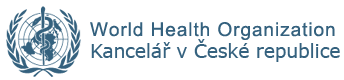 World Health Organization
Kancelář v České republice